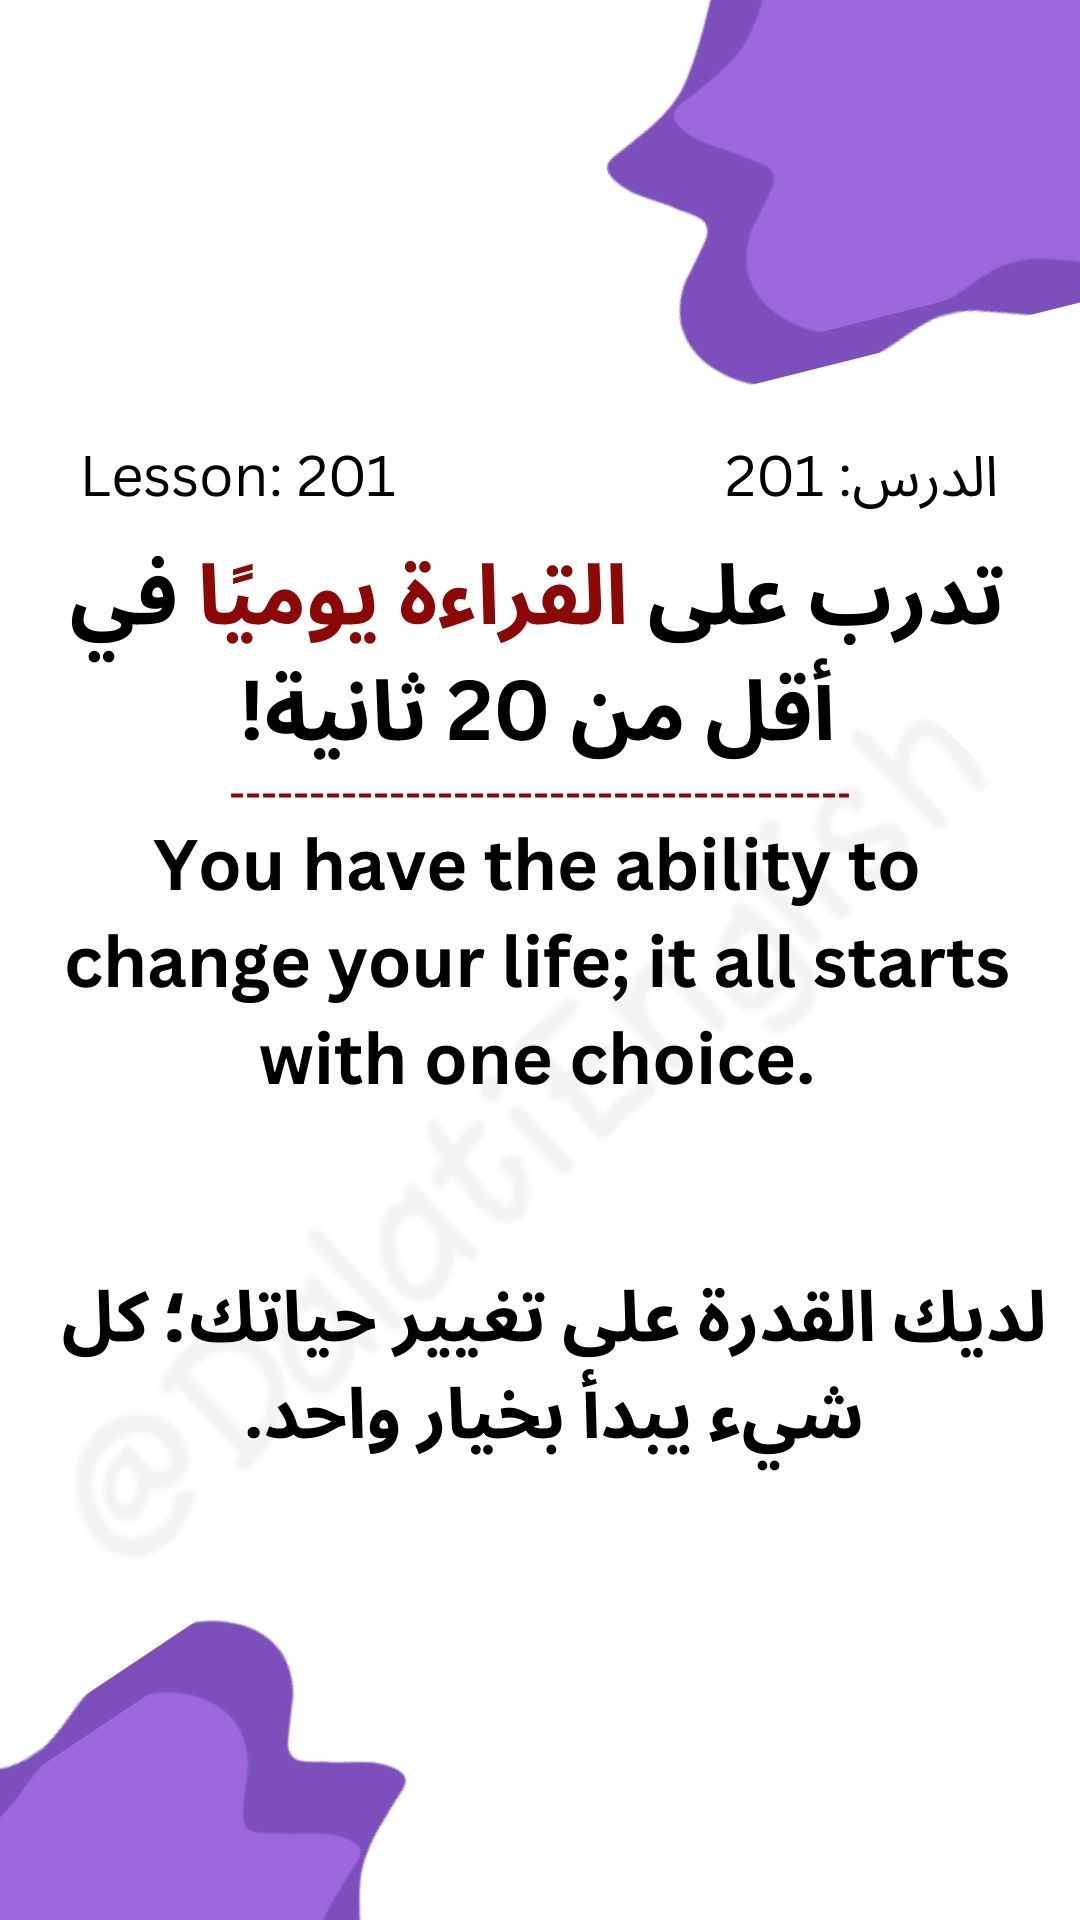 Lesson: 201
الدرس: 201
تدرب على القراءة يوميًا في
أقل من 20 ثانية!
---------------------------------------
You have the ability to
change your life; it all starts
with one choice.
لديك القدرة على تغيير حياتك؛ كل
شيء يبدأ بخيار واحد.
@DalatiEnglish